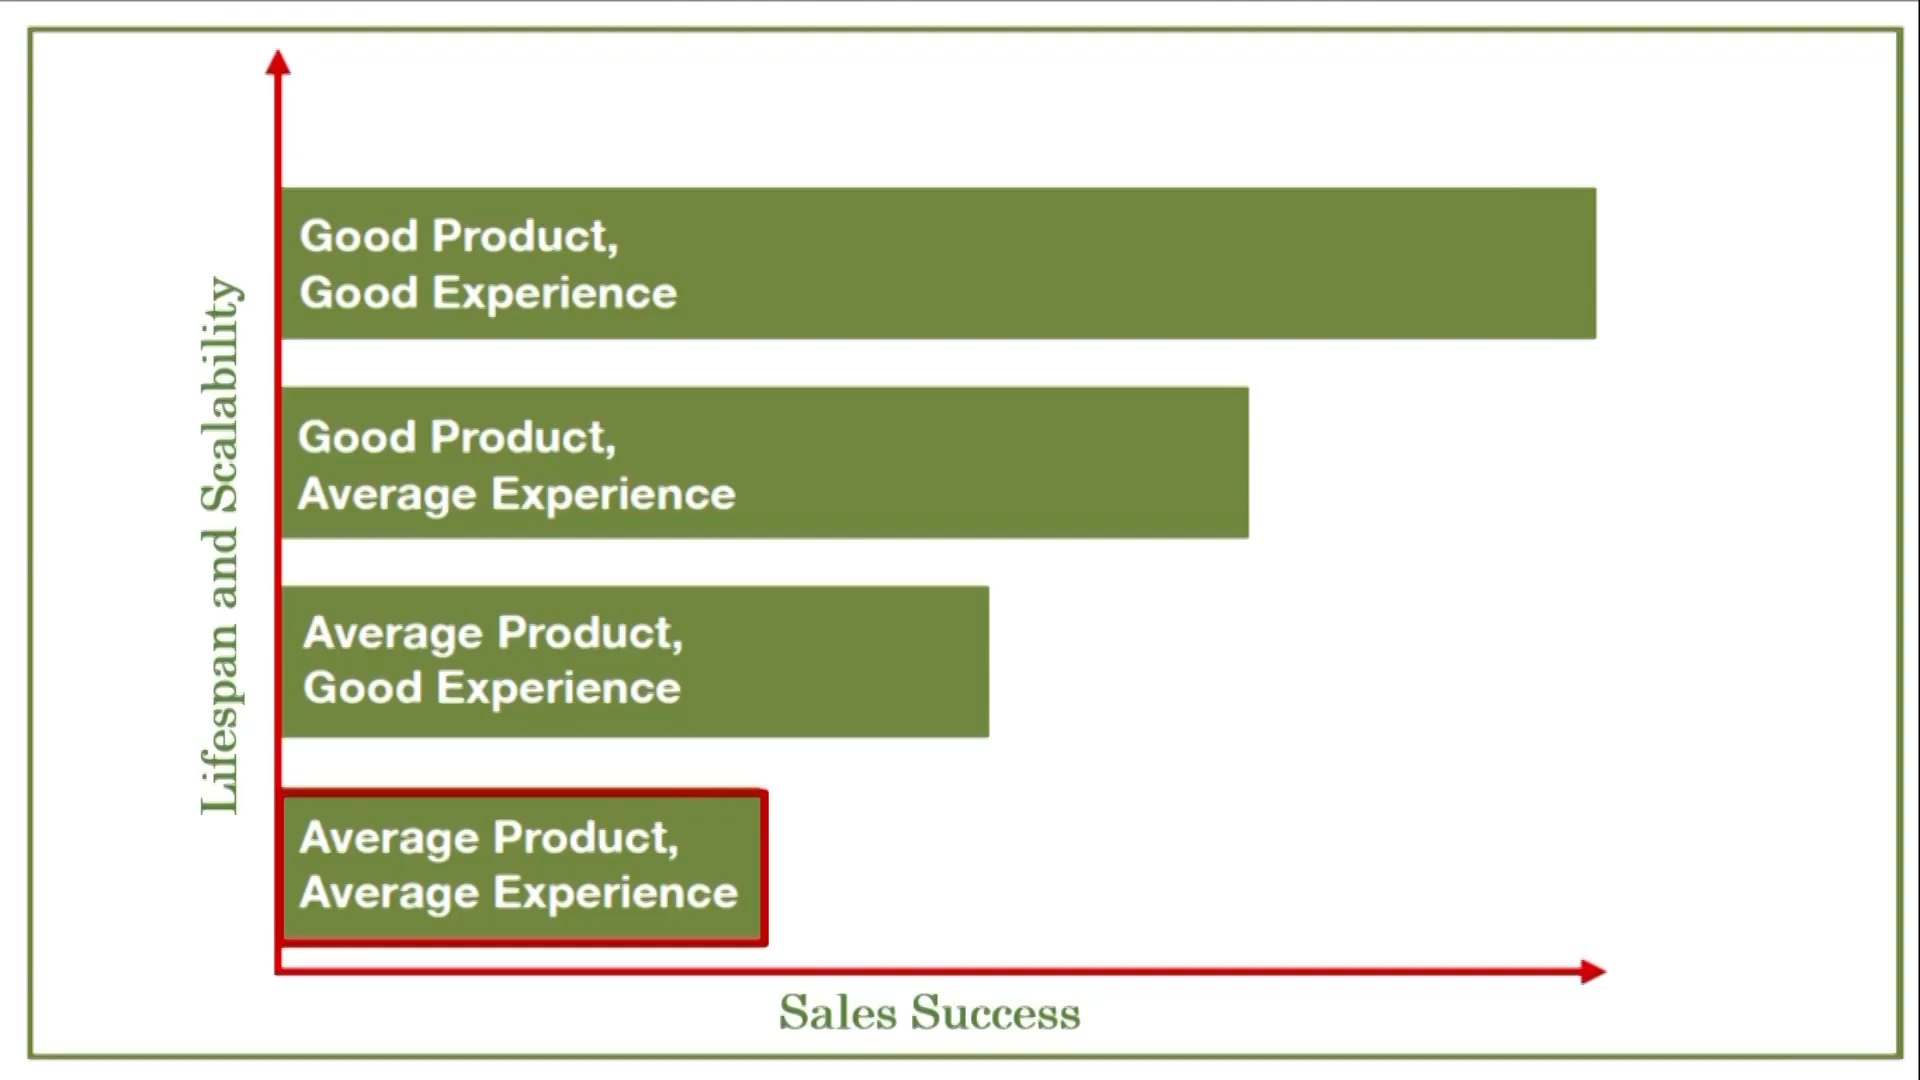 Lifespan and Scalability
Good Product,
Good Experience
Good Product,
Average Experience
Average Product,
Good Experience
Average Product,
Average Experience
Sales Success